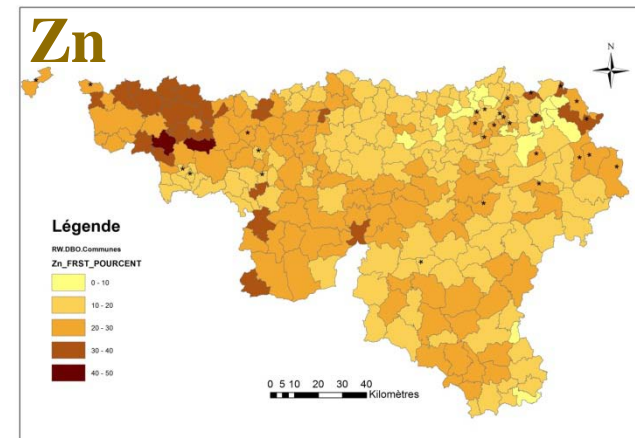 Zn
N
Légende
RW.DBO.Communes
Zn_FRST_POURCENT
0 - 10
10 - 20
20 - 30
30 - 40
40 - 50
0 5 10 20 30 40
Kilomètres